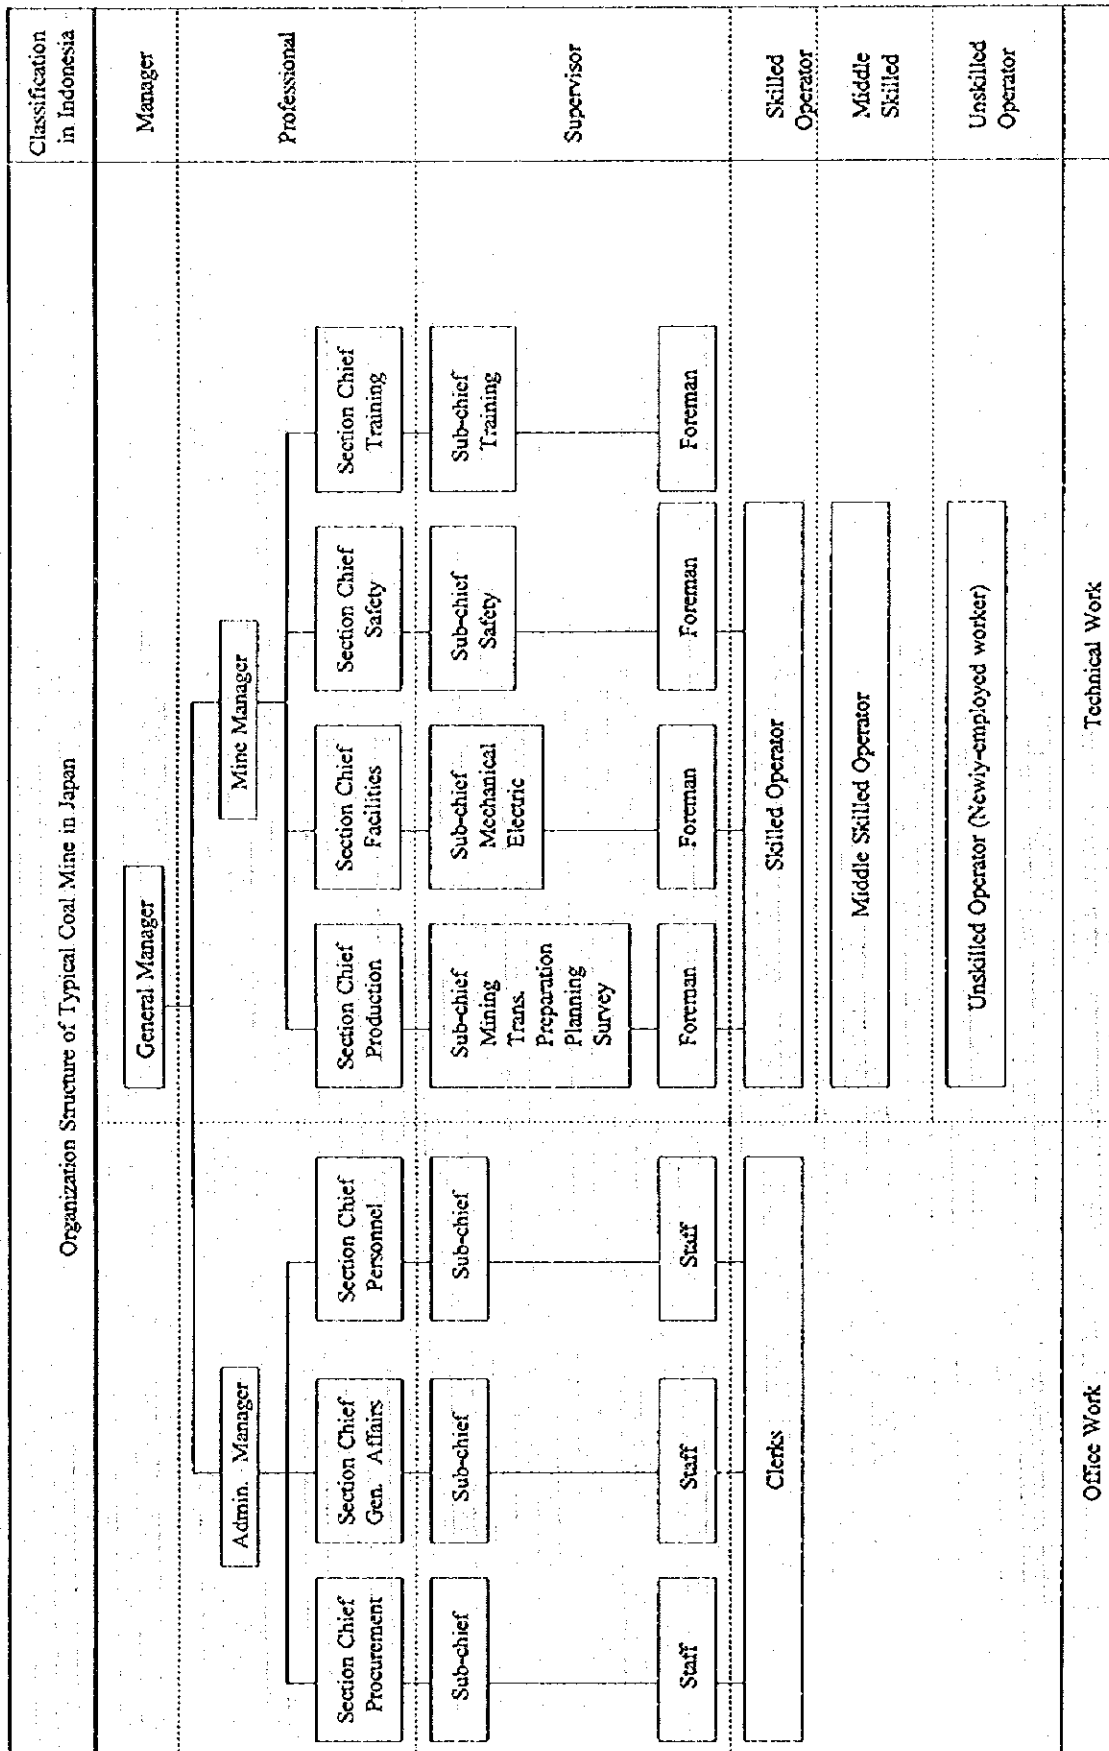 Organization Structure of Typical Coal Mine in Japan
Classification
in Indonesia
General Manager
Manager
Admin. Manager
Mine Manager
Professional
Section Chief
Procurement
Section Chief
Gen. Affairs
Section Chief
Personnel
Section Chief
Production
Section Chief
Facilities
Section Chief
Safety
Section Chief
Training
Sub-chief
Sub-chief
Sub-chief
Sub-chief
Mining
Trans.
Preparation
Planning
Survey
Sub-chief
Mechanical
Electric
Sub-chief
Safety
Sub-chief
Training
Supervisor
Staff
Staff
Staff
Foreman
Foreman
Foreman
Foreman
Clerks
Skilled Operator
Skilled
Operator
Middle Skilled Operator
Middle
Skilled
Unskilled Operator (Newly-employed worker)
Unskilled
Operator
Office Work
Technical Work